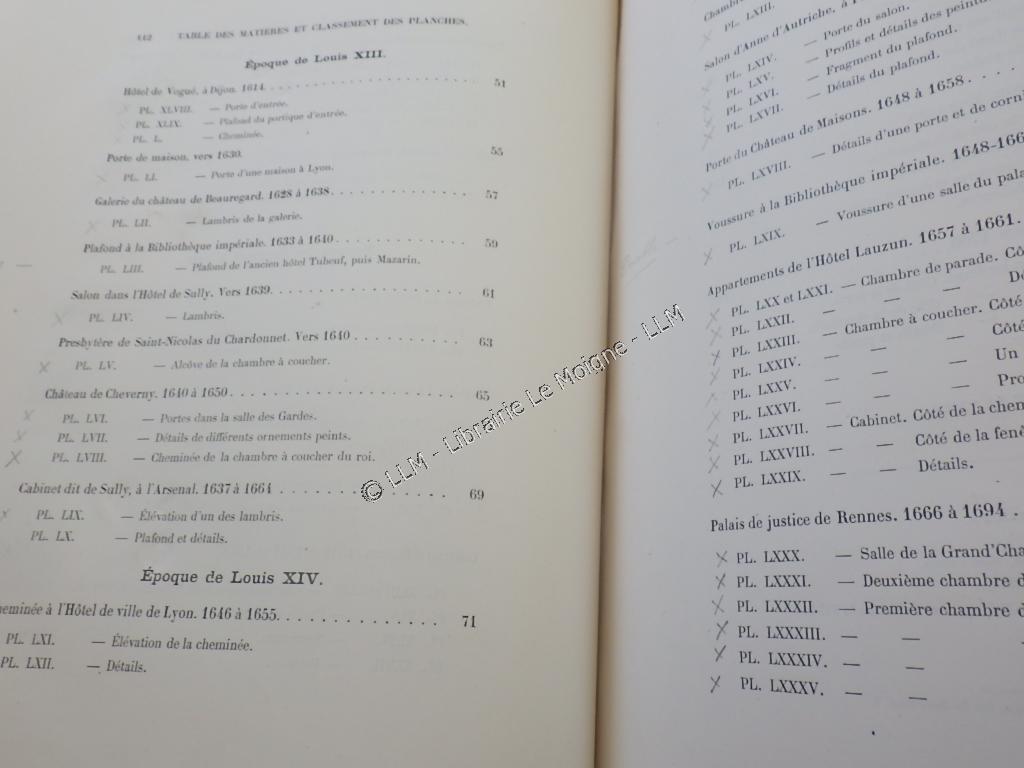 442 TABLE DES MATIÈRES ET CLASSEMENT DES PLANCHES.
Époque de Louis XIII.
Hôtel de Vogué, à Dijon. 1614. 51
PL. XLVIII. — Porte d'entrée.
PL. XLIX. — Plafond du portique d'entrée.
PL. L. — Cheminée.
Porte de maison, vers 1630. 55
PL. LI. — Porte d'une maison à Lyon.
Galerie du château de Beauregard. 1628 à 1638. 57
PL. LII. — Lambris de la galerie.
Plafond à la Bibliothèque impériale. 1633 à 1640 59
PL. LIII. — Plafond de l'ancien hôtel Tubeuf, puis Mazarin.
Salon dans l'Hôtel de Sully. Vers 1639. 61
PL. LIV. — Lambris.
Presbytère de Saint-Nicolas du Chardonnet. Vers 1640 63
PL. LV. — Alcôve de la chambre à coucher.
Château de Cheverny. 1640 à 1650. 65
PL. LVI. — Portes dans la salle des Gardes.
PL. LVII. — Détails de différents ornements peints.
PL. LVIII. — Cheminée de la chambre à coucher du roi.
Cabinet dit de Sully, à l'Arsenal. 1637 à 1664 69
PL. LIX. — Élévation d'un des lambris.
PL. LX. — Plafond et détails.
Époque de Louis XIV.
heminée à l'Hôtel de ville de Lyon. 1646 à 1655. 71
PL. LXI. — Élévation de la cheminée.
PL. LXII. — Détails.
PL. LXIII.
Salon d'Anne d'Autriche, à
PL. LXIV. — Porte du salon.
PL. LXV. — Profils et détails des peintu
PL. LXVI. — Fragment du plafond.
PL. LXVII. — Détails du plafond.
Porte du Château de Maisons. 1648 à 1658.
PL. LXVIII. — Détails d'une porte et de corni
Voussure à la Bibliothèque impériale. 1648-166
PL. LXIX. — Voussure d'une salle du pala
Appartements de l'Hôtel Lauzun. 1657 à 1661.
PL. LXX et LXXI. — Chambre de parade. Cô
PL. LXXII. — — De
PL. LXXIII. — Chambre à coucher. Côté
PL. LXXIV. — — Côté
PL. LXXV. — — Un
PL. LXXVI. — — Pro
PL. LXXVII. — Cabinet. Côté de la chem
PL. LXXVIII. — — Côté de la fenê
PL. LXXIX. — — Détails.
Palais de justice de Rennes. 1666 à 1694 .
PL. LXXX. — Salle de la Grand'Cha
PL. LXXXI. — Deuxième chambre d
PL. LXXXII. — Première chambre d
PL. LXXXIII. — —
PL. LXXXIV. — —
PL. LXXXV. — —
© LLM - Librairie Le Moigne - LLM